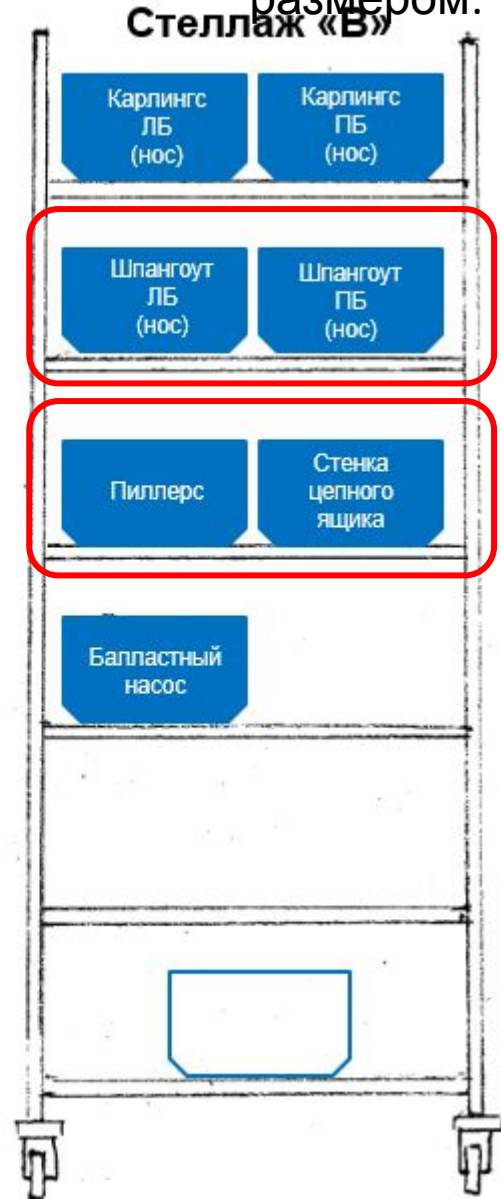 размером.
Стеллаж «В»
Карлингс
ЛБ
(нос)
Карлингс
ПБ
(нос)
Шпангоут
ЛБ
(нос)
Шпангоут
ПБ
(нос)
Пиллерс
Стенка
цепного
ящика
Балластный
насос